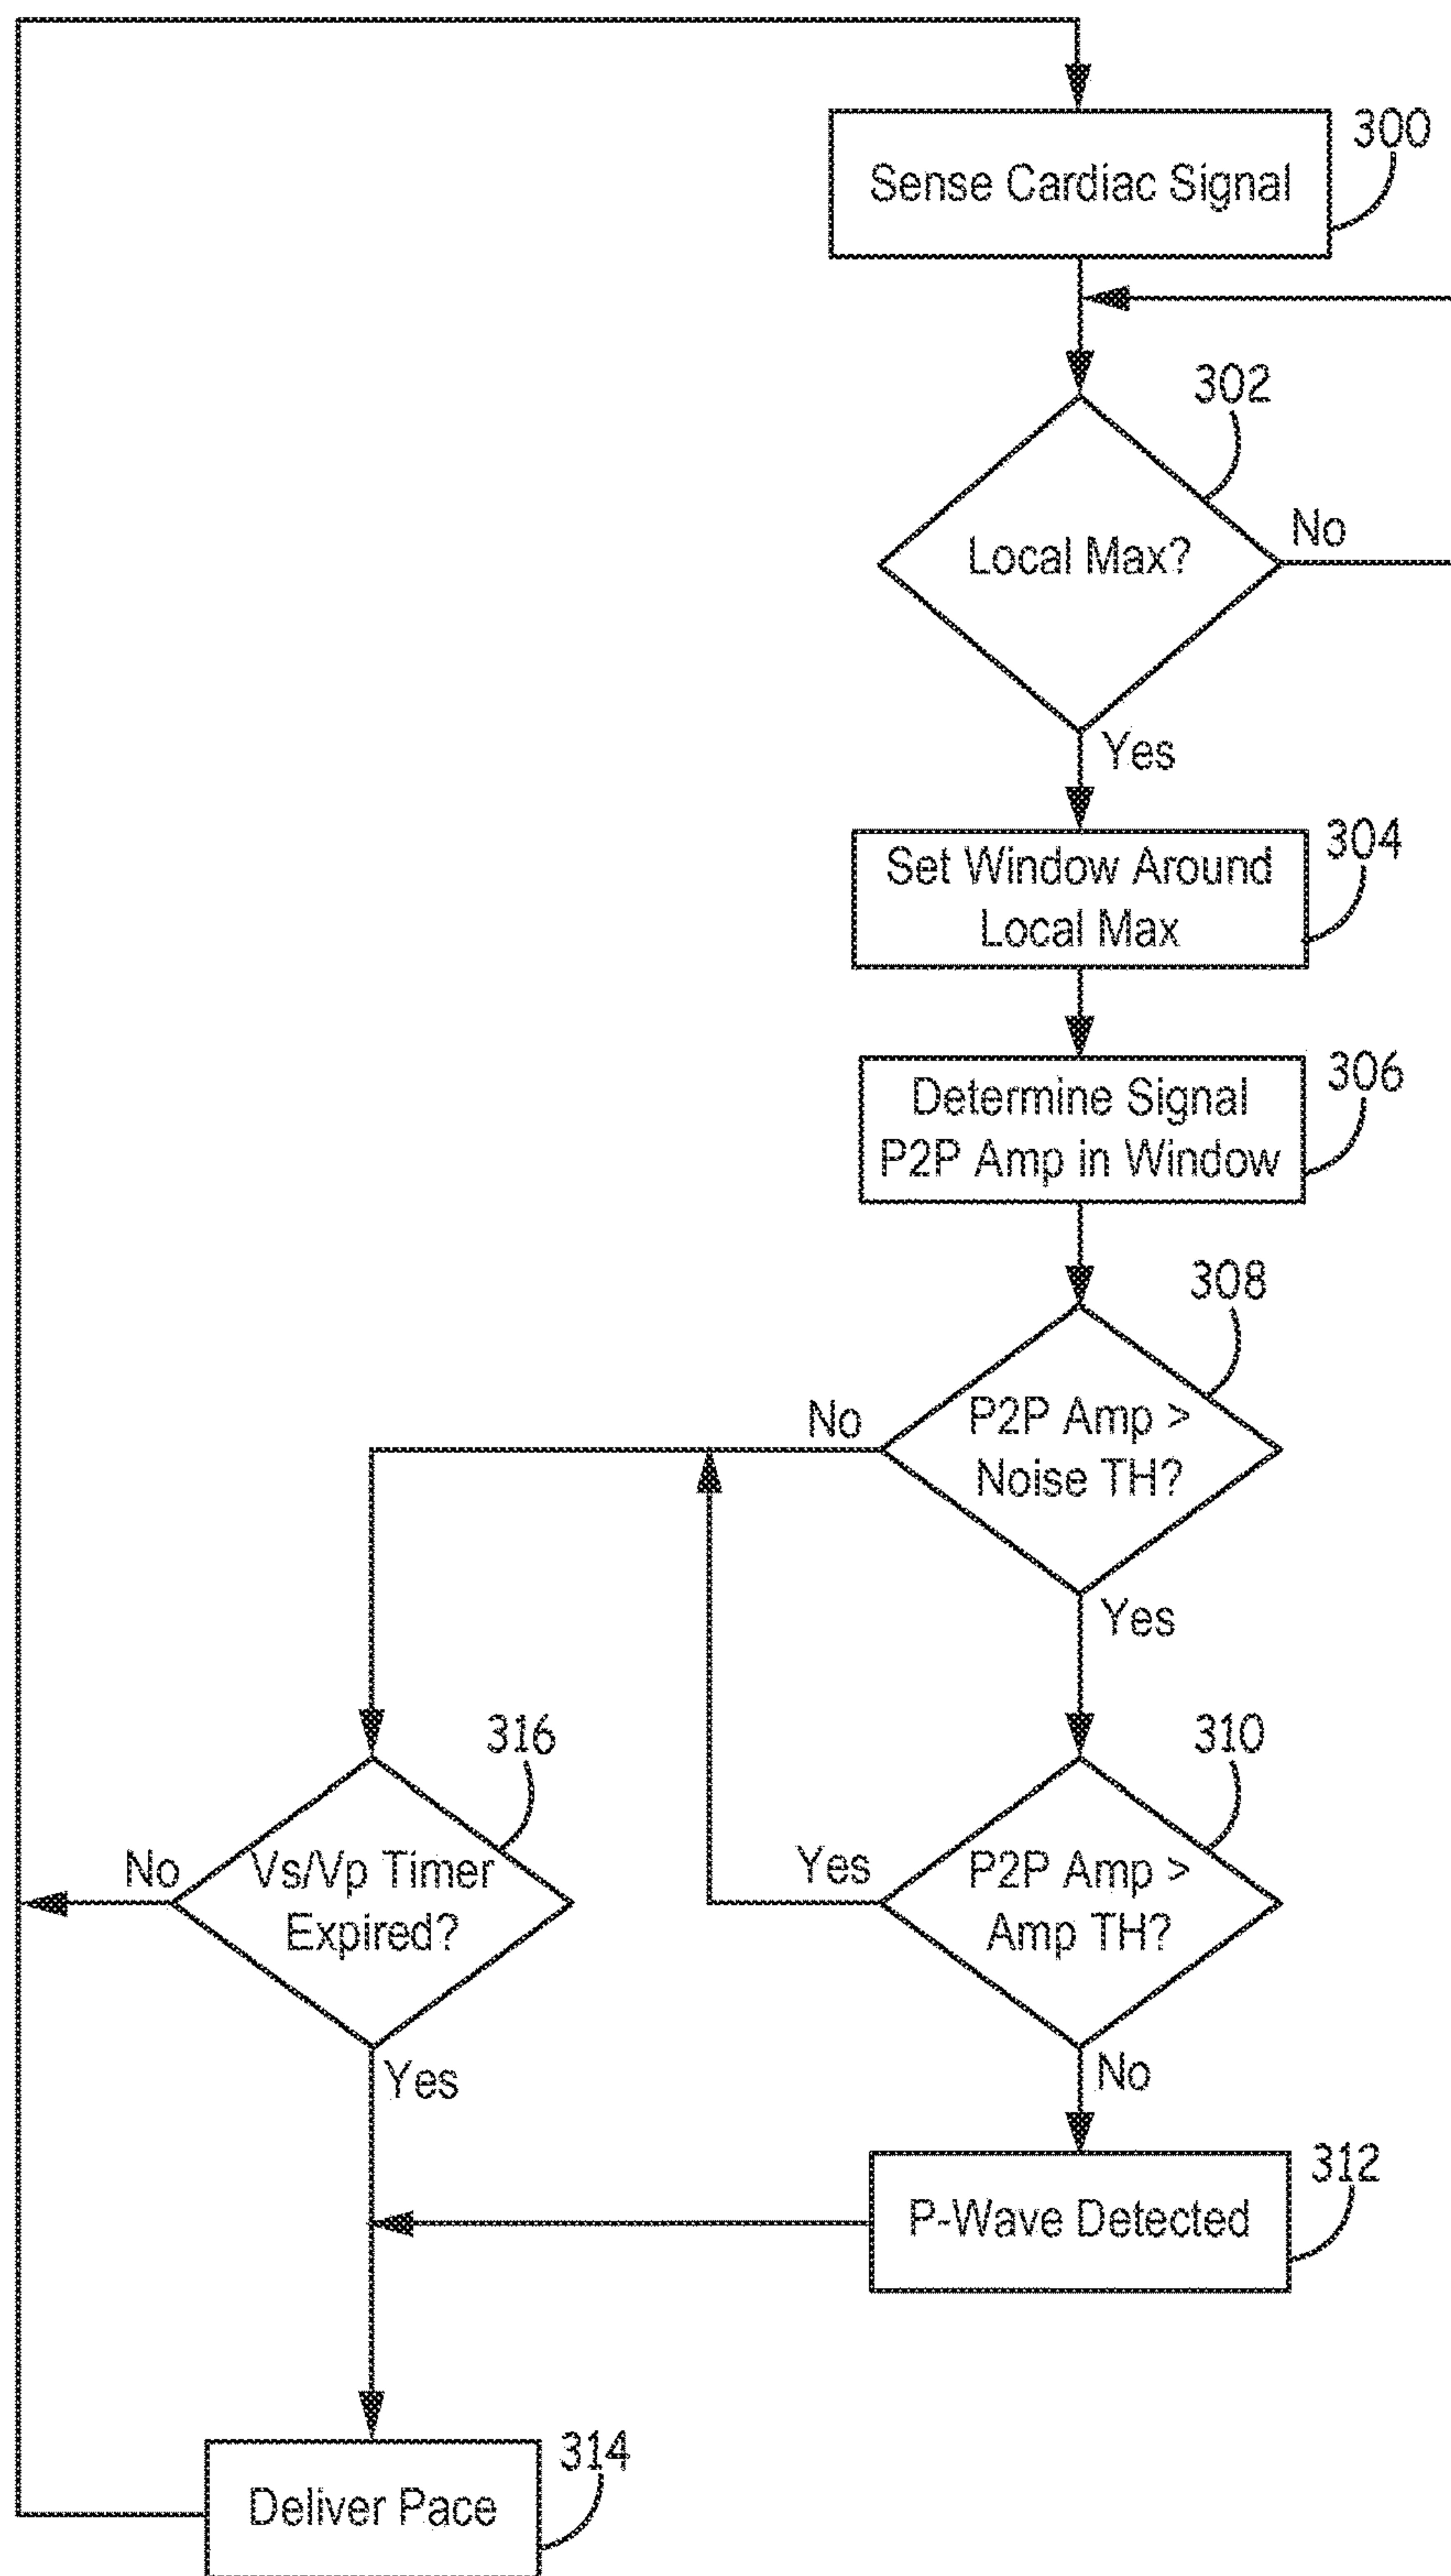 300
Sense Cardiac Signal
302
Local Max?
No
Yes
304
Set Window Around
Local Max
306
Determine Signal
P2P Amp in Window
308
No
P2P Amp >
Noise TH?
Yes
316
310
No
Vs/Vp Timer
Expired?
Yes
P2P Amp >
Amp TH?
Yes
No
312
P-Wave Detected
314
Deliver Pace